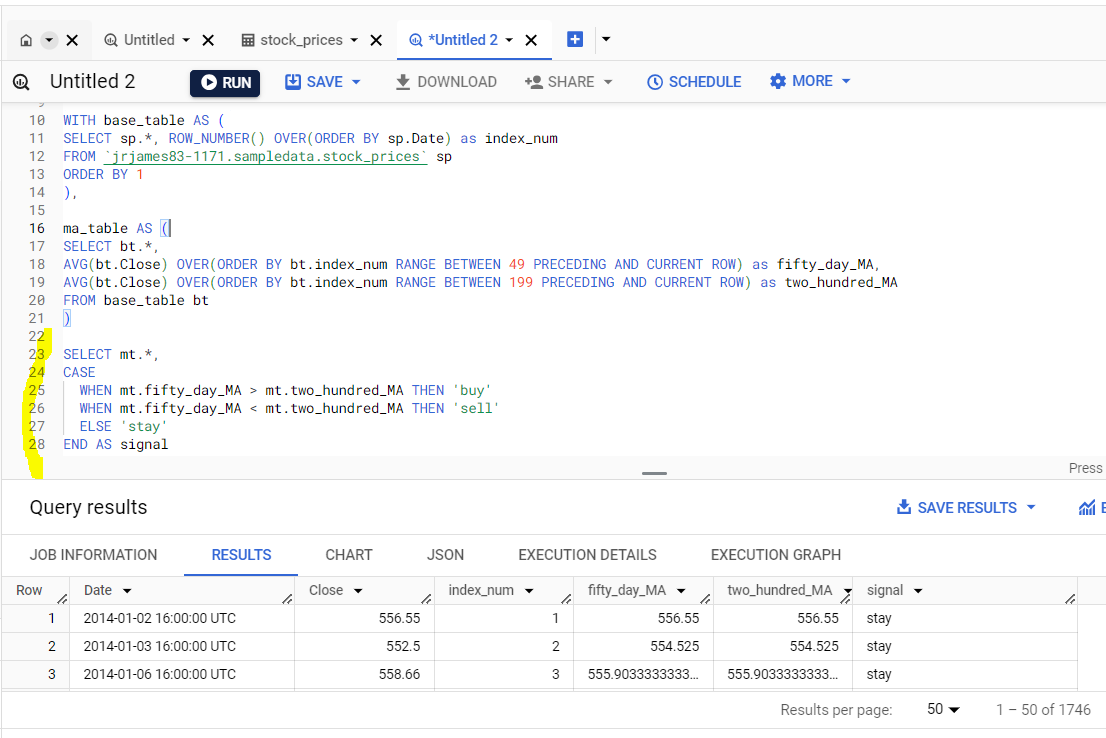 Untitled
stock_prices
*Untitled 2
Untitled 2
RUN
SAVE
DOWNLOAD
SHARE
SCHEDULE
MORE
10 WITH base_table AS (
11 SELECT sp.*, ROW_NUMBER() OVER(ORDER BY sp.Date) as index_num
12 FROM `jrjames83-1171.sampledata.stock_prices` sp
13 ORDER BY 1
14 ),
15
16 ma_table AS (
17 SELECT bt.*,
18 AVG(bt.Close) OVER(ORDER BY bt.index_num RANGE BETWEEN 49 PRECEDING AND CURRENT ROW) as fifty_day_MA,
19 AVG(bt.Close) OVER(ORDER BY bt.index_num RANGE BETWEEN 199 PRECEDING AND CURRENT ROW) as two_hundred_MA
20 FROM base_table bt
21 )
22
23 SELECT mt.*,
24 CASE
25 WHEN mt.fifty_day_MA > mt.two_hundred_MA THEN 'buy'
26 WHEN mt.fifty_day_MA < mt.two_hundred_MA THEN 'sell'
27 ELSE 'stay'
28 END AS signal
Press
Query results
SAVE RESULTS
E
JOB INFORMATION RESULTS CHART JSON EXECUTION DETAILS EXECUTION GRAPH
Row Date Close index_num fifty_day_MA two_hundred_MA signal
1 2014-01-02 16:00:00 UTC 556.55 1 556.55 556.55 stay
2 2014-01-03 16:00:00 UTC 552.5 2 554.525 554.525 stay
3 2014-01-06 16:00:00 UTC 558.66 3 555.9033333333... 555.9033333333... stay
Results per page: 50 1 – 50 of 1746